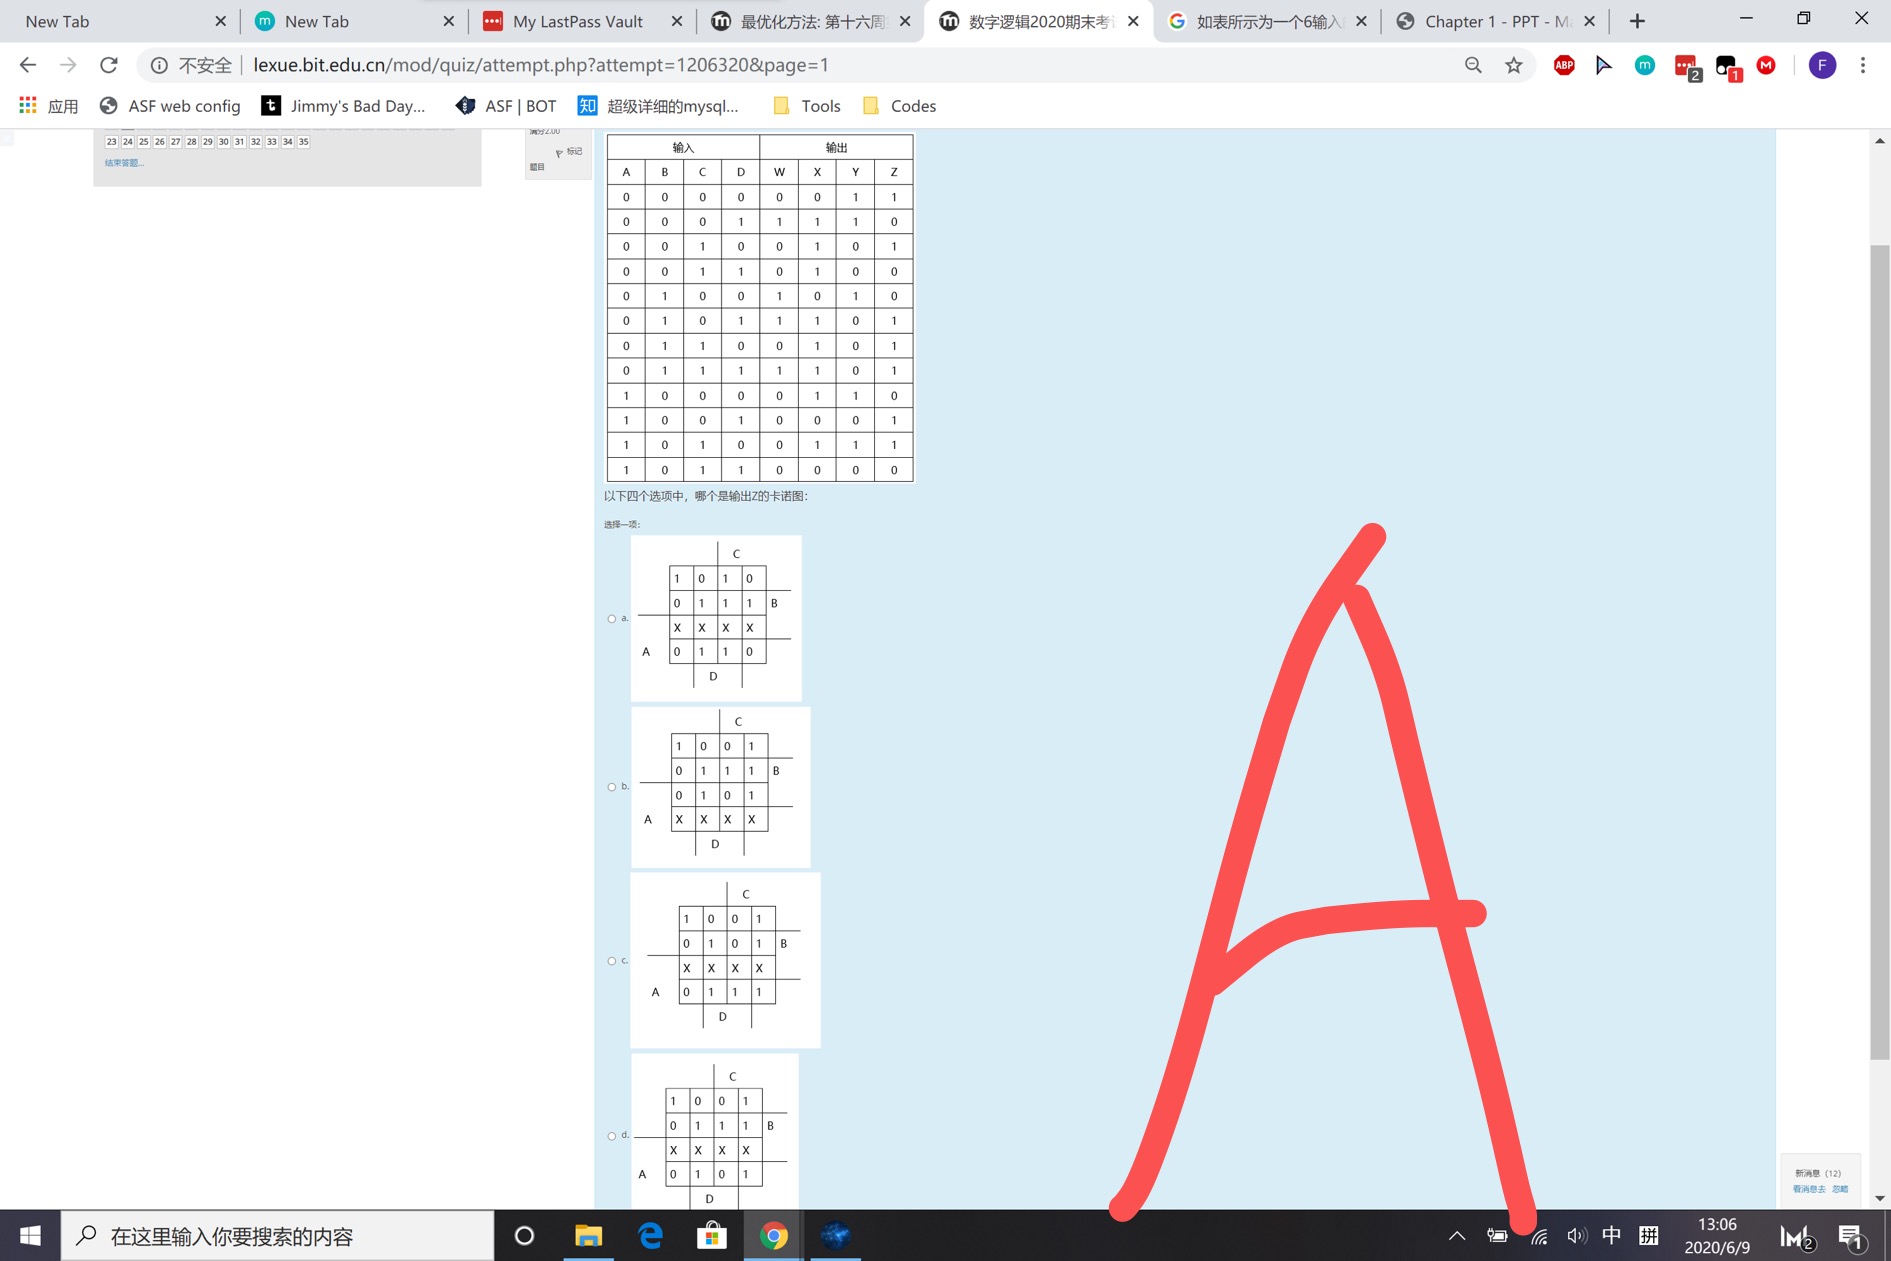 New Tab
New Tab
My LastPass Vault
最优化方法: 第十六周
数字逻辑2020期末考
如表所示为一个6输入
Chapter 1 - PPT - Ma
不安全 lexue.bit.edu.cn/mod/quiz/attempt.php?attempt=1206320&page=1
ABP
m
2
1
M
F
应用
ASF web config
Jimmy's Bad Day...
ASF | BOT
知 超级详细的mysql...
Tools
Codes
23 24 25 26 27 28 29 30 31 32 33 34 35
结束答题...
满分2.00
标记
题目
输入 输出
A B C D W X Y Z
0 0 0 0 0 0 1 1
0 0 0 1 1 1 1 0
0 0 1 0 0 1 0 1
0 0 1 1 0 1 0 0
0 1 0 0 1 0 1 0
0 1 0 1 1 1 0 1
0 1 1 0 0 1 0 1
0 1 1 1 1 1 0 1
1 0 0 0 0 1 1 0
1 0 0 1 0 0 0 1
1 0 1 0 0 1 1 1
1 0 1 1 0 0 0 0
以下四个选项中，哪个是输出Z的卡诺图：
选择一项：
a.
C
1 0 1 0
0 1 1 1 B
X X X X
A 0 1 1 0
D
b.
C
1 0 0 1
0 1 1 1 B
0 1 0 1
A X X X X
D
c.
C
1 0 0 1
0 1 0 1 B
X X X X
A 0 1 1 1
D
d.
C
1 0 0 1
0 1 1 1 B
X X X X
A 0 1 0 1
D
A
新消息 (12)
看消息去 忽略
在这里输入你要搜索的内容
中
拼
13:06
2020/6/9
2
1